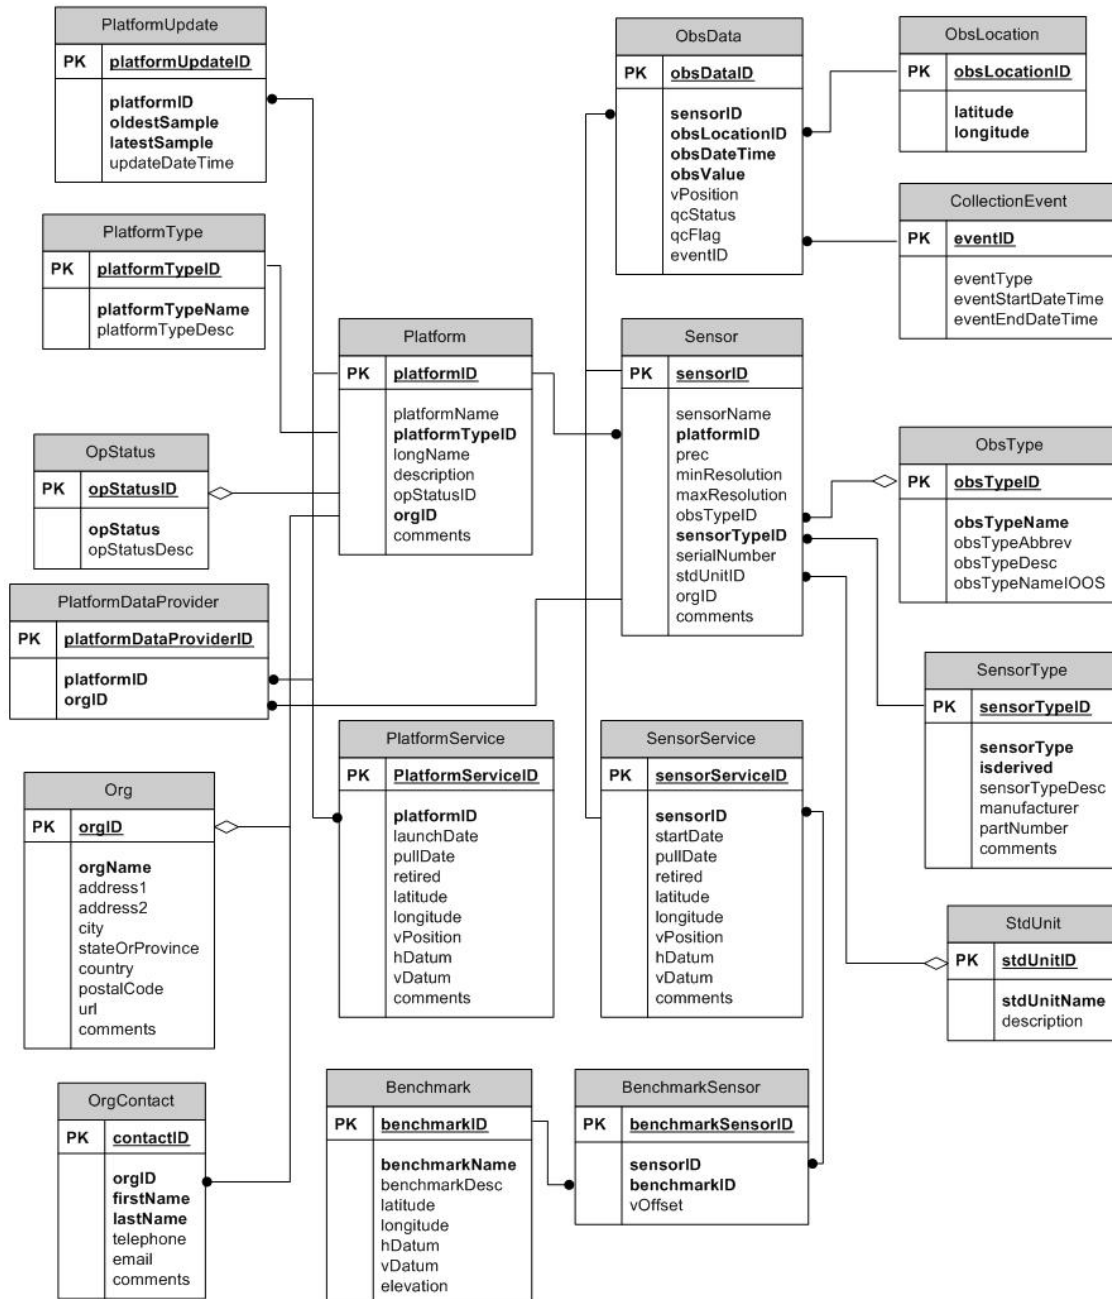 PlatformUpdate
PK platformUpdateID
platformID
oldestSample
latestSample
updateDateTime
ObsData
PK obsDataID
sensorID
obsLocationID
obsDateTime
obsValue
vPosition
qcStatus
qcFlag
eventID
ObsLocation
PK obsLocationID
latitude
longitude
CollectionEvent
PK eventID
eventType
eventStartDateTime
eventEndDateTime
PlatformType
PK platformTypeID
platformTypeName
platformTypeDesc
Platform
PK platformID
platformName
platformTypeID
longName
description
opStatusID
orgID
comments
Sensor
PK sensorID
sensorName
platformID
prec
minResolution
maxResolution
obsTypeID
sensorTypeID
serialNumber
stdUnitID
orgID
comments
ObsType
PK obsTypeID
obsTypeName
obsTypeAbbrev
obsTypeDesc
obsTypeNameIOOS
OpStatus
PK opStatusID
opStatus
opStatusDesc
PlatformDataProvider
PK platformDataProviderID
platformID
orgID
SensorType
PK sensorTypeID
sensorType
isderived
sensorTypeDesc
manufacturer
partNumber
comments
PlatformService
PK PlatformServiceID
platformID
launchDate
pullDate
retired
latitude
longitude
vPosition
hDatum
vDatum
comments
SensorService
PK sensorServiceID
sensorID
startDate
pullDate
retired
latitude
longitude
vPosition
hDatum
vDatum
comments
Org
PK orgID
orgName
address1
address2
city
stateOrProvince
country
postalCode
url
comments
StdUnit
PK stdUnitID
stdUnitName
description
OrgContact
PK contactID
orgID
firstName
lastName
telephone
email
comments
Benchmark
PK benchmarkID
benchmarkName
benchmarkDesc
latitude
longitude
hDatum
vDatum
elevation
BenchmarkSensor
PK benchmarkSensorID
sensorID
benchmarkID
vOffset